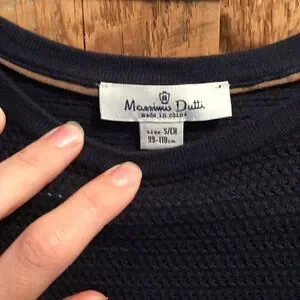 Massimo Dutti
made in china
size S/CH
99-110cm